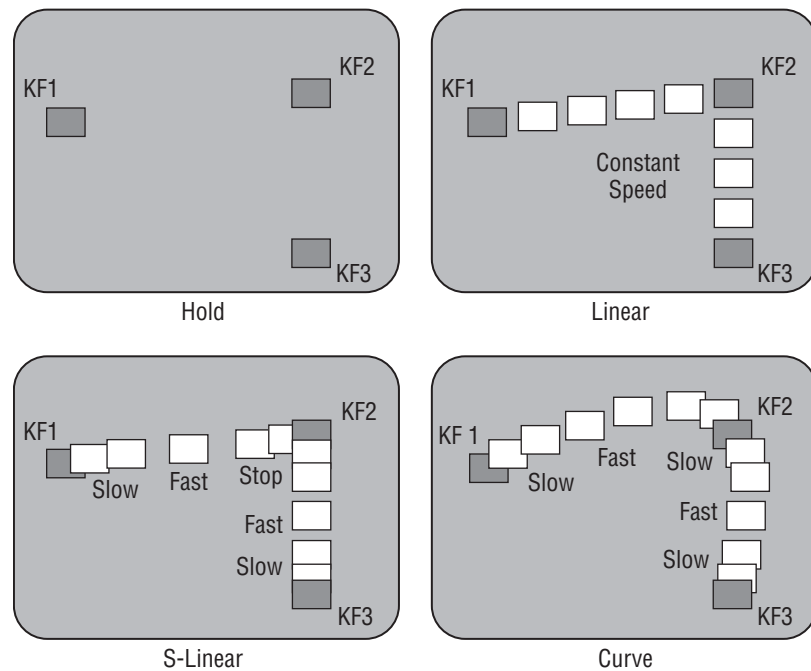 KF1
KF2
KF3
Hold
KF1
KF2
Constant
Speed
KF3
Linear
KF1
KF2
Slow
Fast
Stop
Fast
Slow
KF3
S-Linear
KF 1
KF2
Fast
Slow
Slow
Fast
Slow
KF3
Curve